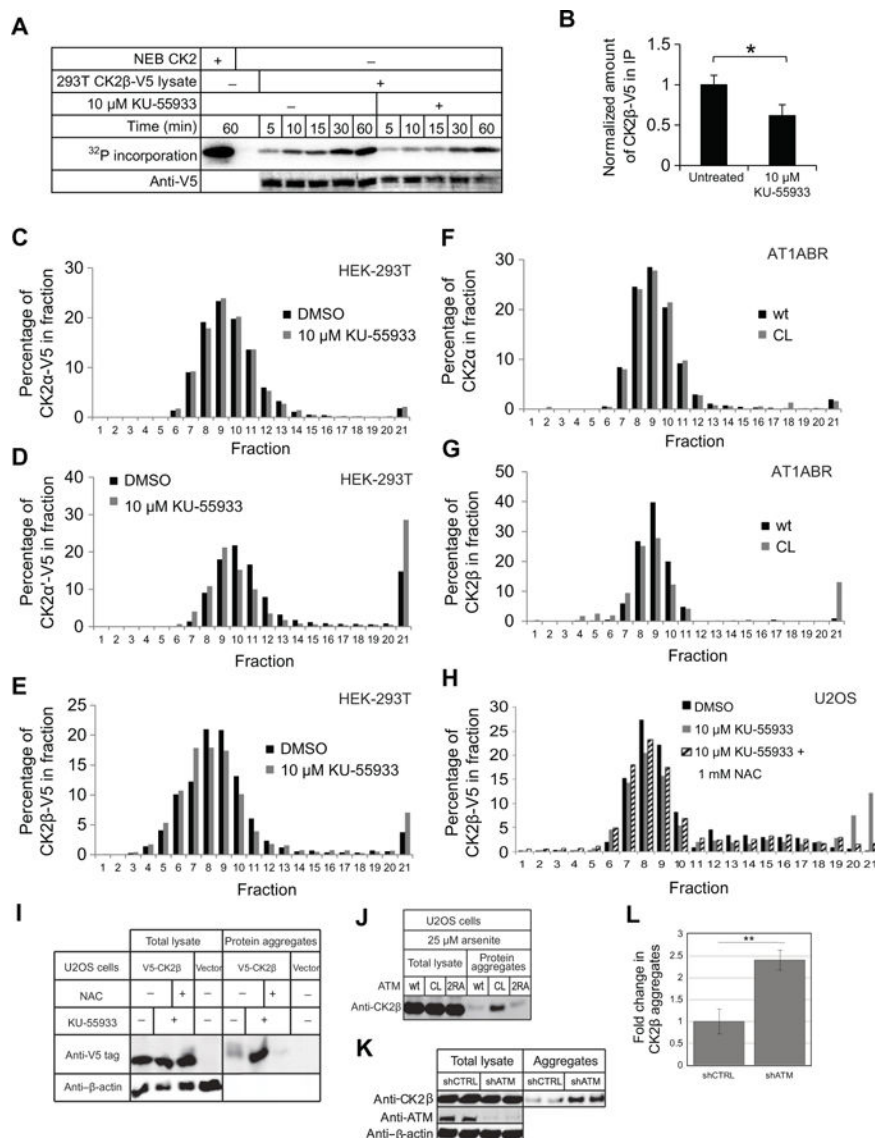 A
NEB CK2 + –
293T CK2β-V5 lysate – +
10 μM KU-55933 – +
Time (min) 60 5 10 15 30 60 5 10 15 30 60
32P incorporation
Anti-V5
B
Normalized amount of CK2β-V5 in IP
1.5
1
0.5
0
*
Untreated
10 μM KU-55933
C
HEK-293T
Percentage of CK2α-V5 in fraction
30
20
10
0
DMSO
10 μM KU-55933
1 2 3 4 5 6 7 8 9 10 11 12 13 14 15 16 17 18 19 20 21
Fraction
D
HEK-293T
Percentage of CK2α'-V5 in fraction
40
30
20
10
0
DMSO
10 μM KU-55933
1 2 3 4 5 6 7 8 9 10 11 12 13 14 15 16 17 18 19 20 21
Fraction
E
HEK-293T
Percentage of CK2β-V5 in fraction
25
20
15
10
5
0
DMSO
10 μM KU-55933
1 2 3 4 5 6 7 8 9 10 11 12 13 14 15 16 17 18 19 20 21
Fraction
F
AT1ABR
Percentage of CK2α in fraction
30
20
10
0
wt
CL
1 2 3 4 5 6 7 8 9 10 11 12 13 14 15 16 17 18 19 20 21
Fraction
G
AT1ABR
Percentage of CK2β in fraction
50
40
30
20
10
0
wt
CL
1 2 3 4 5 6 7 8 9 10 11 12 13 14 15 16 17 18 19 20 21
Fraction
H
U2OS
Percentage of CK2β-V5 in fraction
30
25
20
15
10
5
0
DMSO
10 μM KU-55933
10 μM KU-55933 +
1 mM NAC
1 2 3 4 5 6 7 8 9 10 11 12 13 14 15 16 17 18 19 20 21
Fraction
I
Total lysate Protein aggregates
U2OS cells V5-CK2β Vector V5-CK2β Vector
NAC – + – – + –
KU-55933 – + – – + –
Anti-V5 tag
Anti-β-actin
J
U2OS cells
25 μM arsenite
Total lysate Protein aggregates
ATM wt CL 2RA wt CL 2RA
Anti-CK2β
K
Total lysate Aggregates
shCTRL shATM shCTRL shATM
Anti-CK2β
Anti-ATM
Anti-β-actin
L
Fold change in CK2β aggregates
3
2.5
2
1.5
1
0.5
0
**
shCTRL shATM